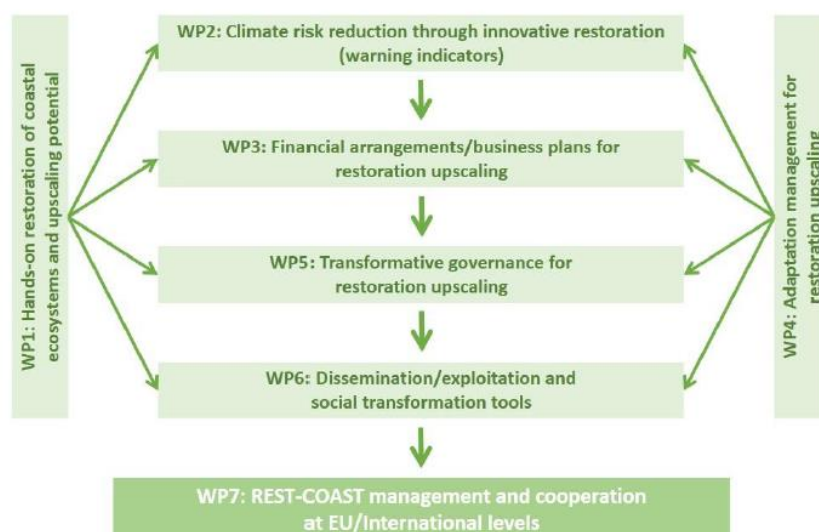 WP1: Hands-on restoration of coastal
ecosystems and upscaling potential
WP2: Climate risk reduction through innovative restoration
(warning indicators)
WP3: Financial arrangements/business plans for
restoration upscaling
WP5: Transformative governance for
restoration upscaling
WP6: Dissemination/exploitation and
social transformation tools
WP4: Adaptation management for
restoration upscaling
WP7: REST-COAST management and cooperation
at EU/International levels